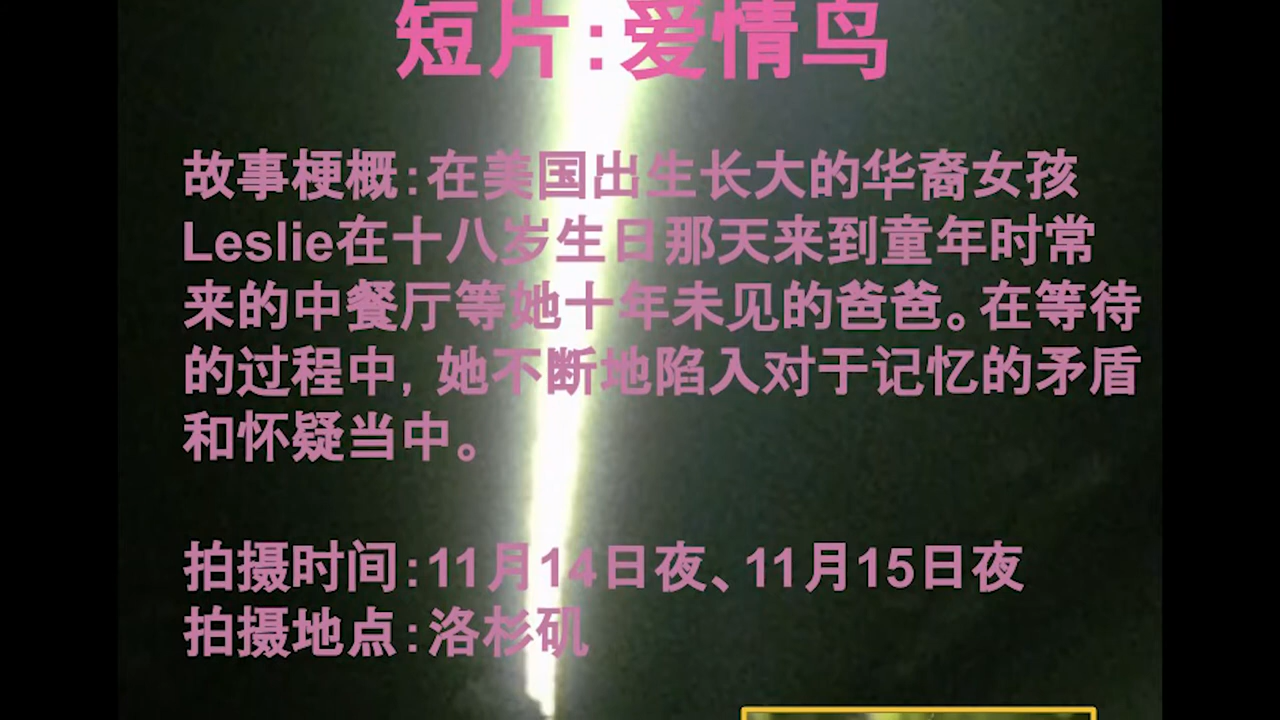 短片:爱情鸟
故事梗概:在美国出生长大的华裔女孩
Leslie在十八岁生日那天来到童年时常
来的中餐厅等她十年未见的爸爸。在等待
的过程中, 她不断地陷入对于记忆的矛盾
和怀疑当中。
拍摄时间:11月14日夜、11月15日夜
拍摄地点:洛杉矶